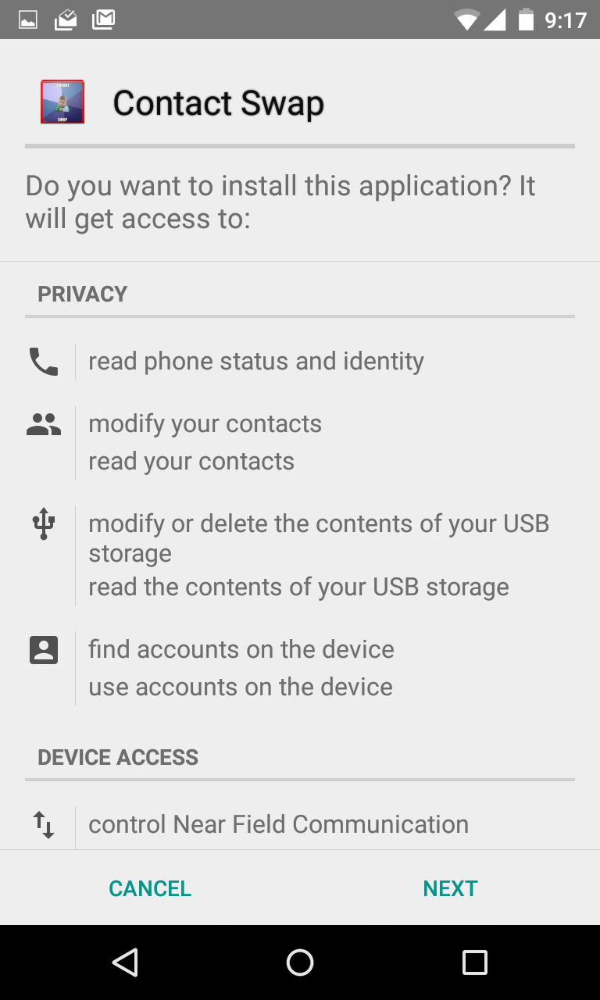 9:17
Contact Swap
Do you want to install this application? It
will get access to:
PRIVACY
read phone status and identity
modify your contacts
read your contacts
modify or delete the contents of your USB
storage
read the contents of your USB storage
find accounts on the device
use accounts on the device
DEVICE ACCESS
control Near Field Communication
CANCEL
NEXT